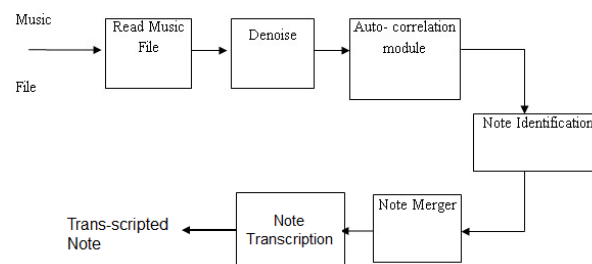 Music
File
Read Music
File
Denoise
Auto- correlation
module
Note Identification
Note Merger
Note
Transcription
Trans-scripted
Note